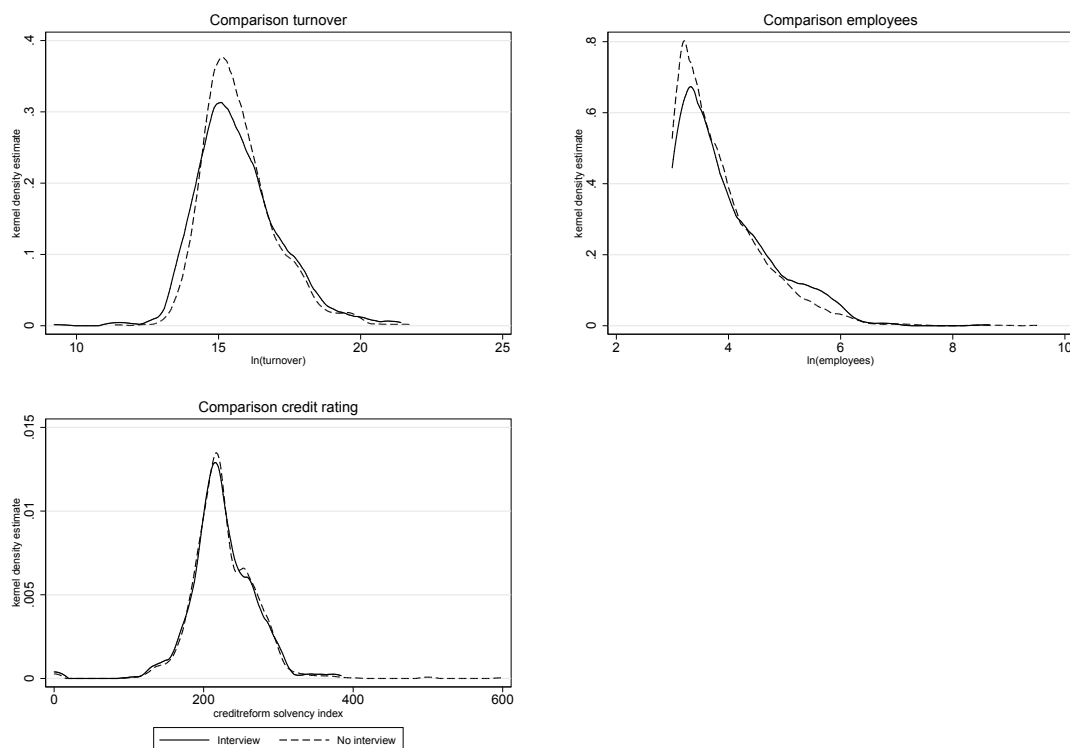 Comparison turnover
kernel density estimate
0 .1 .2 .3 .4
10 15 20 25
ln(turnover)
Comparison employees
kernel density estimate
0 .2 .4 .6 .8
2 4 6 8 10
ln(employees)
Comparison credit rating
kernel density estimate
0 .005 .01 .015
0 200 400 600
creditreform solvency index
Interview No interview